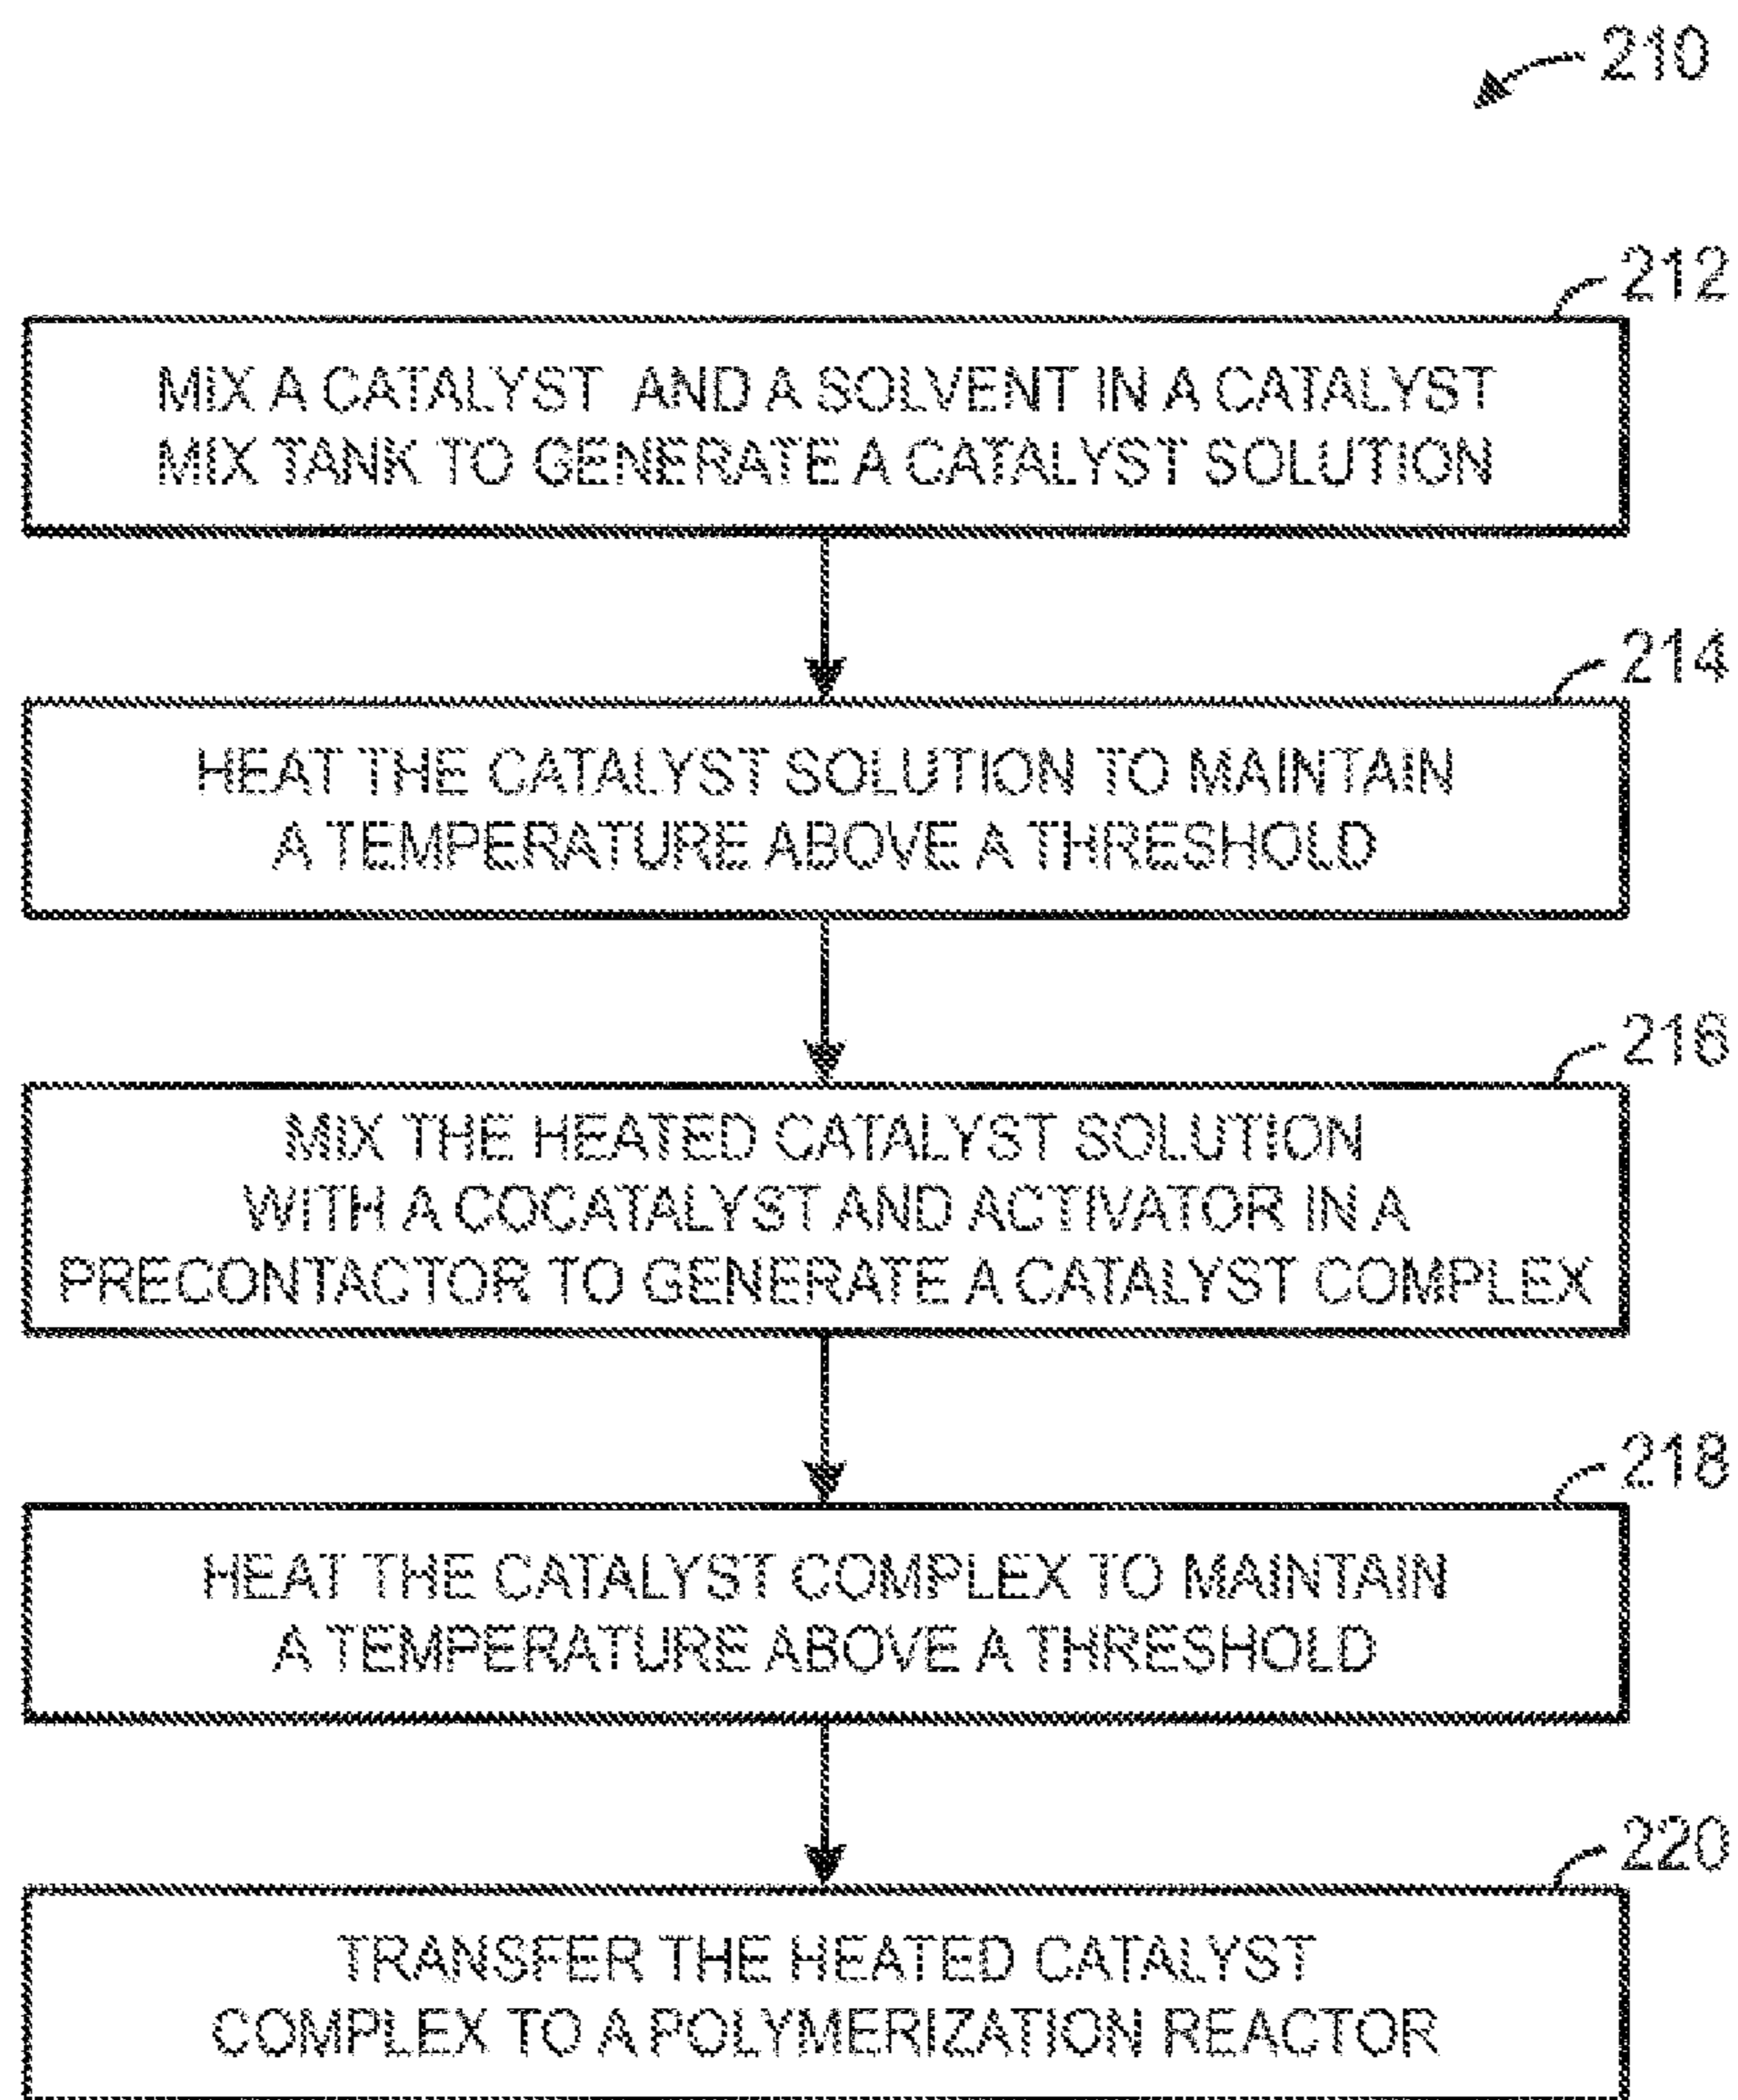 210
212
MIX A CATALYST AND A SOLVENT IN A CATALYST
MIX TANK TO GENERATE A CATALYST SOLUTION
214
HEAT THE CATALYST SOLUTION TO MAINTAIN
A TEMPERATURE ABOVE A THRESHOLD
216
MIX THE HEATED CATALYST SOLUTION
WITH A COCATALYST AND ACTIVATOR IN A
PRECONTACTOR TO GENERATE A CATALYST COMPLEX
218
HEAT THE CATALYST COMPLEX TO MAINTAIN
A TEMPERATURE ABOVE A THRESHOLD
220
TRANSFER THE HEATED CATALYST
COMPLEX TO A POLYMERIZATION REACTOR